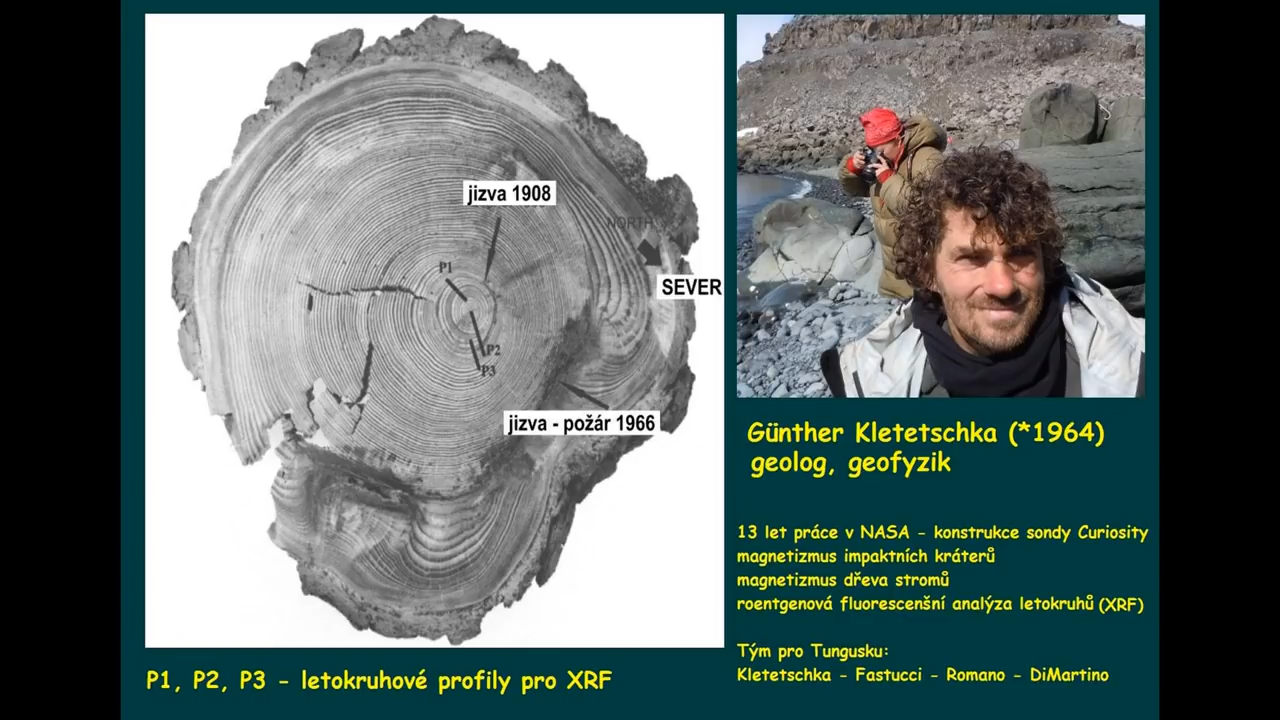 jizva 1908
NORTH
P1
SEVER
P2
P3
jizva - požár 1966
P1, P2, P3 - letokruhové profily pro XRF
Günther Kletetschka (*1964)
geolog, geofyzik
13 let práce v NASA - konstrukce sondy Curiosity
magnetizmus impaktních kráterů
magnetizmus dřeva stromů
roentgenová fluorescenšní analýza letokruhů (XRF)
Tým pro Tungusku:
Kletetschka - Fastucci - Romano - DiMartino